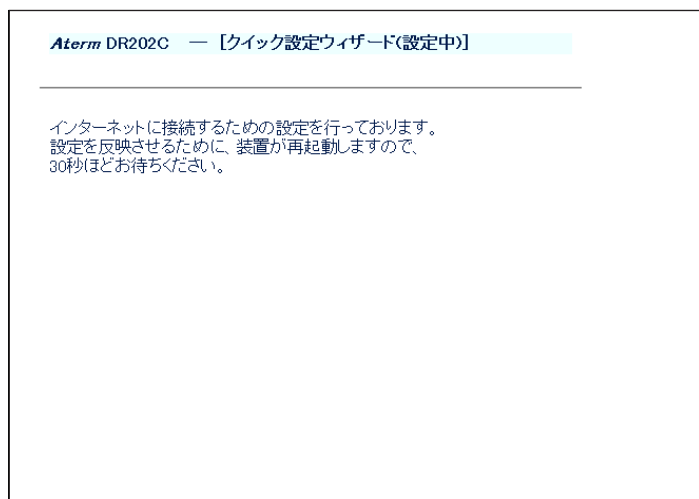 Aterm DR202C － [クイック設定ウィザード(設定中)]
インターネットに接続するための設定を行っております。
設定を反映させるために、装置が再起動しますので、
30秒ほどお待ちください。